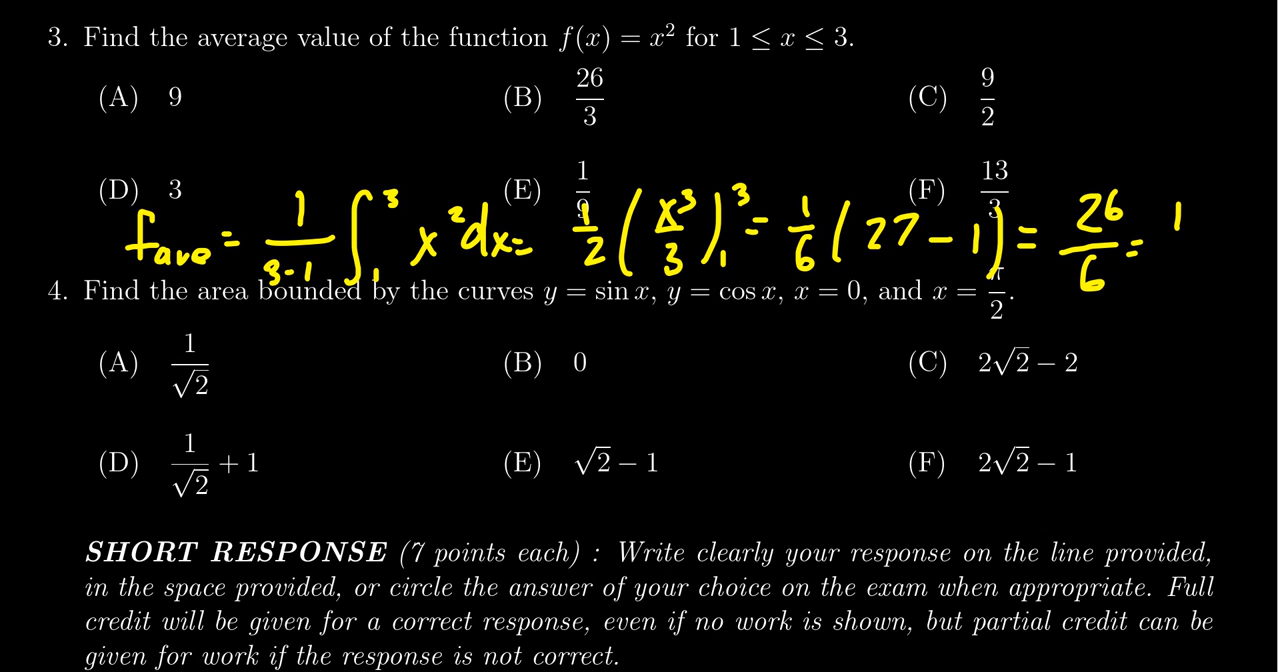 3. Find the average value of the function f(x) = x² for 1 ≤ x ≤ 3.
(A) 9 (B) 26/3 (C) 9/2
(D) 3 (E) 1/9 (F) 13/3
f_ave = 1/(3-1) ∫₁³ x² dx = 1/2 (x³/3)₁³ = 1/6 (27 - 1) = 26/6 = 1
4. Find the area bounded by the curves y = sin x, y = cos x, x = 0, and x = π/2.
(A) 1/√2 (B) 0 (C) 2√2 − 2
(D) 1/√2 + 1 (E) √2 − 1 (F) 2√2 − 1
SHORT RESPONSE (7 points each) : Write clearly your response on the line provided,
in the space provided, or circle the answer of your choice on the exam when appropriate. Full
credit will be given for a correct response, even if no work is shown, but partial credit can be
given for work if the response is not correct.